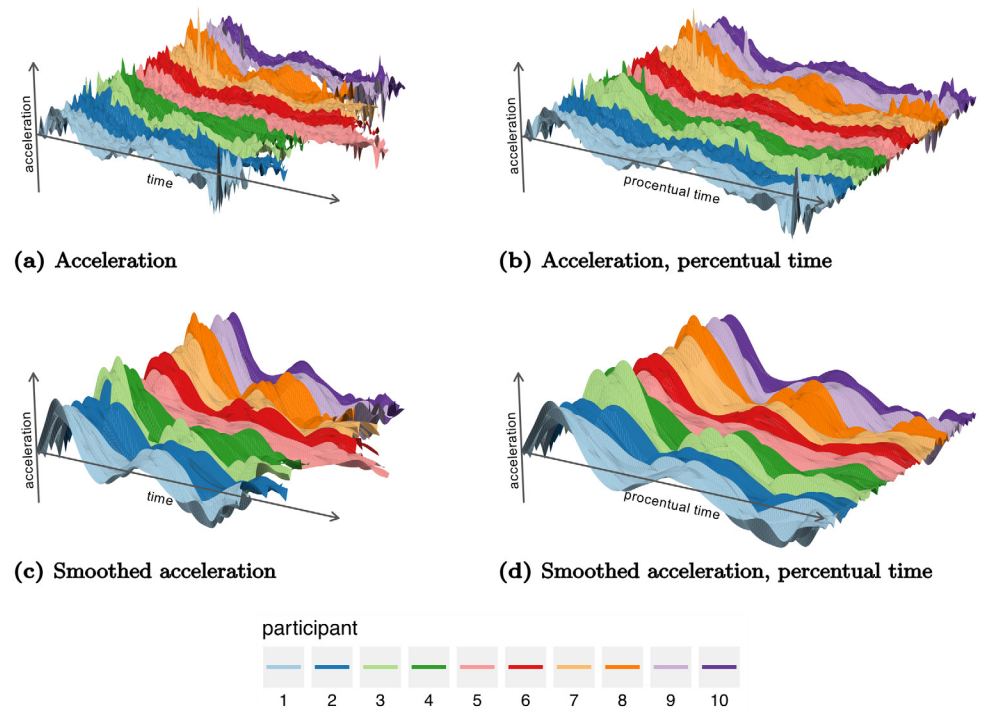 acceleration
time
(a) Acceleration
acceleration
procentual time
(b) Acceleration, percentual time
acceleration
time
(c) Smoothed acceleration
acceleration
procentual time
(d) Smoothed acceleration, percentual time
participant
1 2 3 4 5 6 7 8 9 10